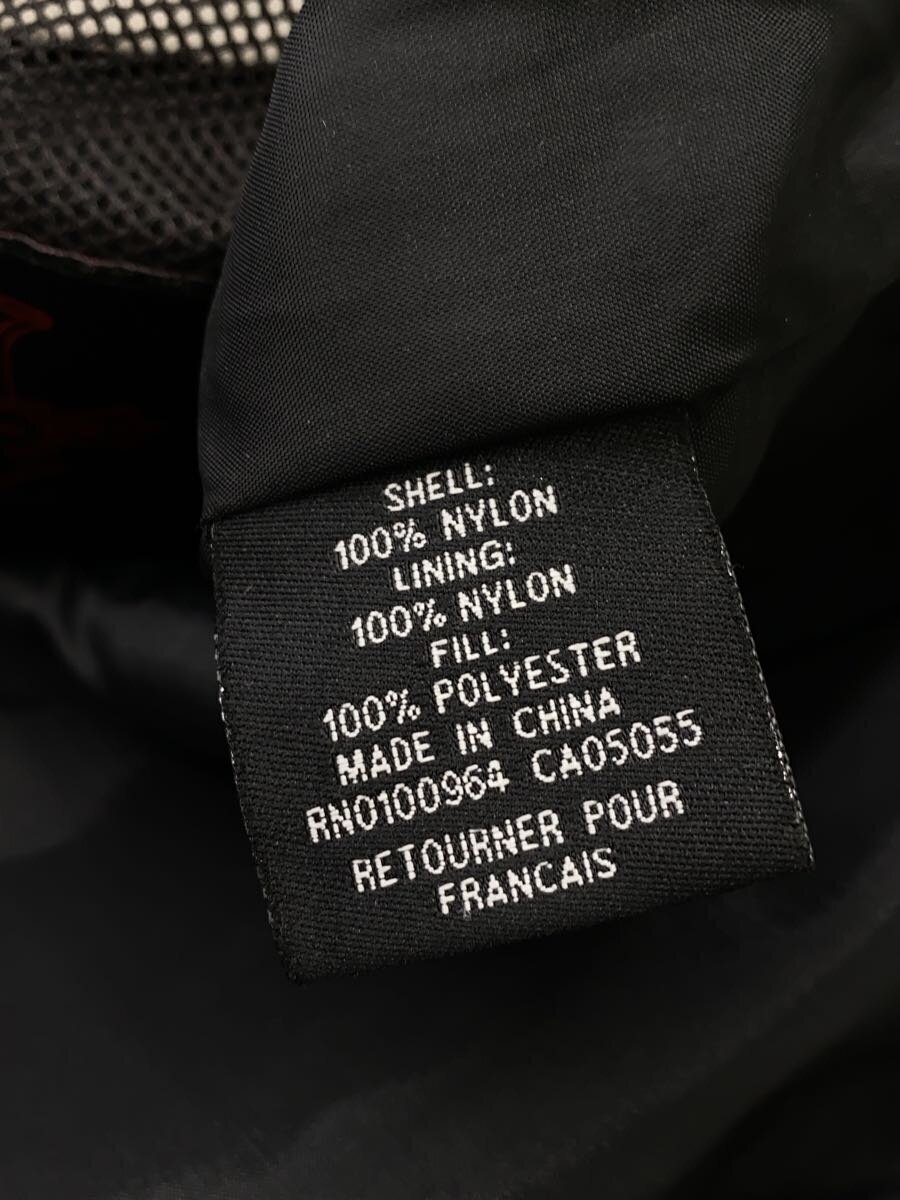 SHELL:
100% NYLON
LINING:
100% NYLON
FILL:
100% POLYESTER
MADE IN CHINA
RN0100964 CA05055
RETOURNER POUR
FRANCAIS